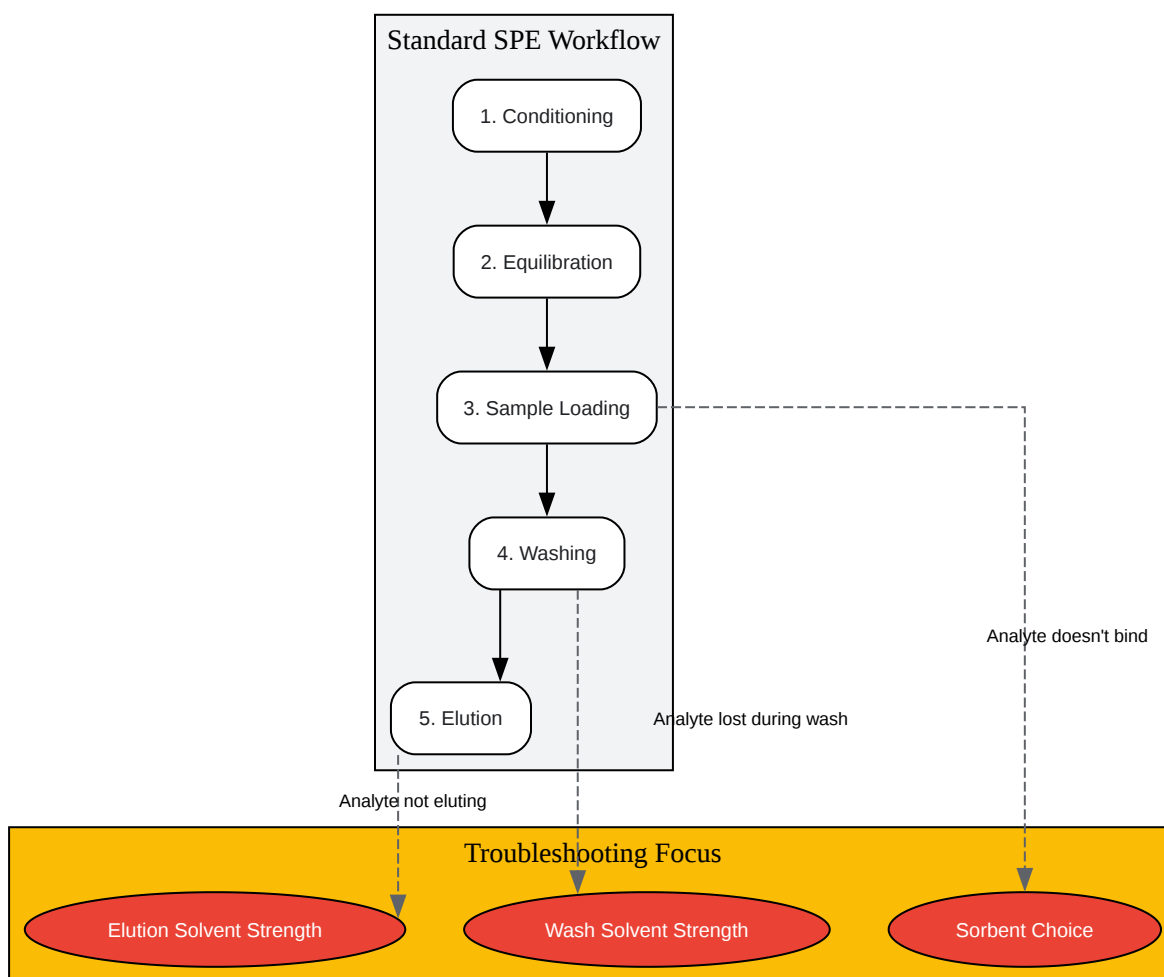 Standard SPE Workflow
1. Conditioning
2. Equilibration
3. Sample Loading
4. Washing
Analyte doesn't bind
5. Elution
Analyte lost during wash
Analyte not eluting
Troubleshooting Focus
Elution Solvent Strength
Wash Solvent Strength
Sorbent Choice